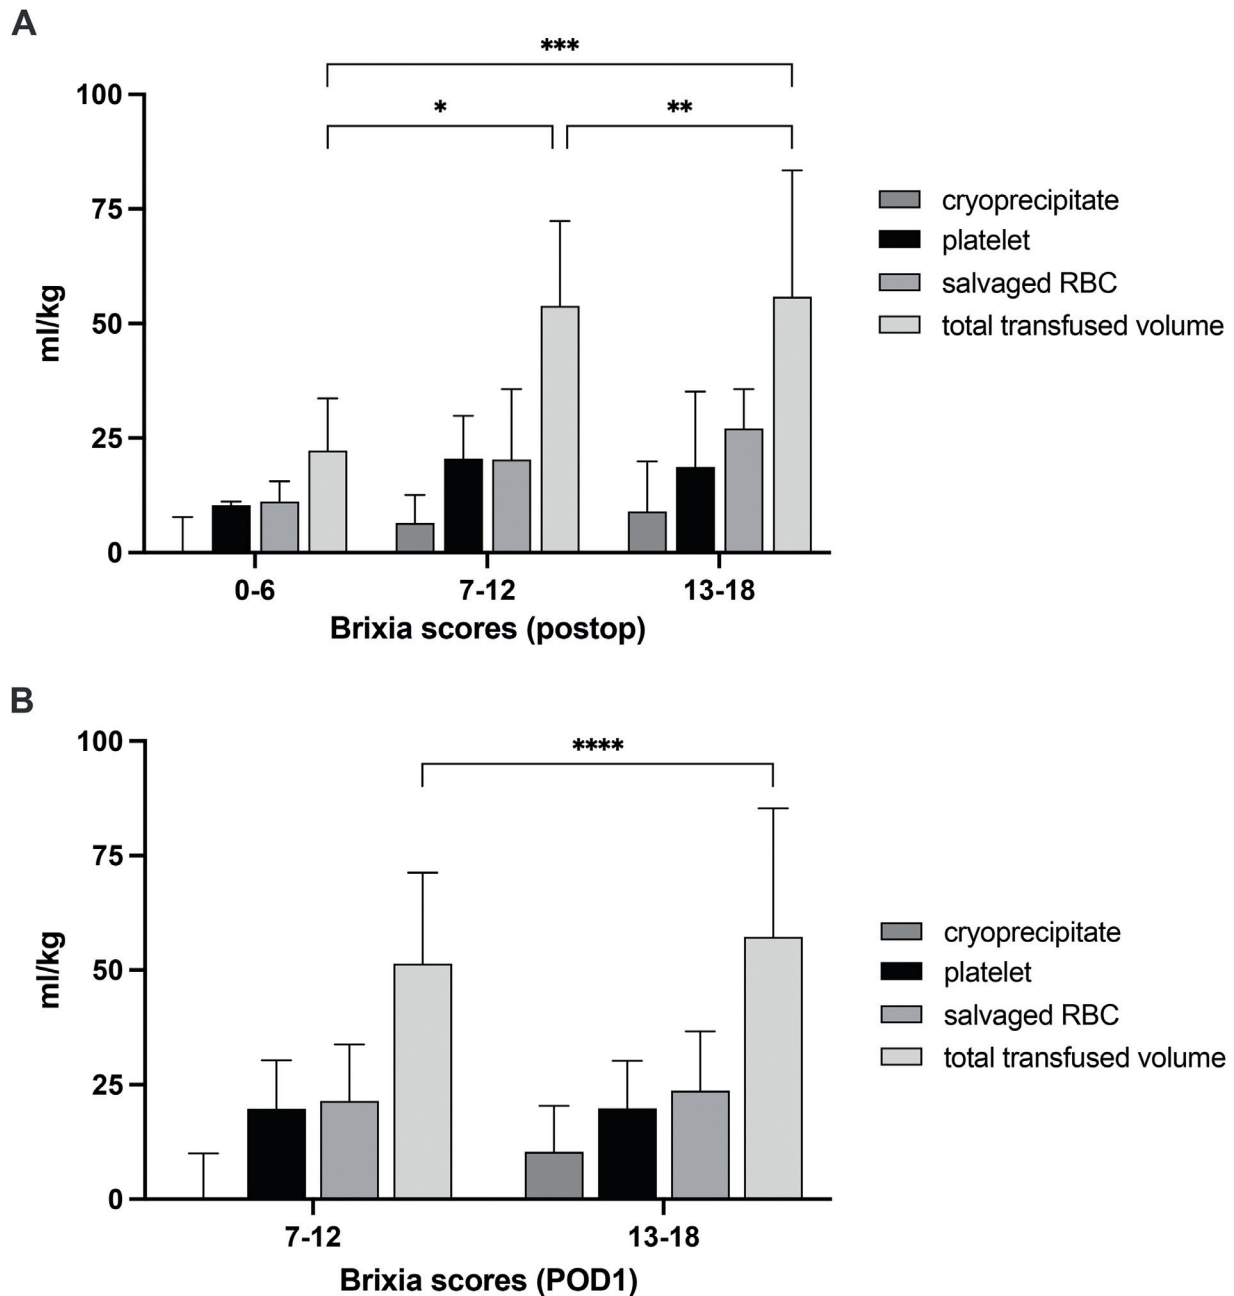 A
***
* **
100
75
50
25
0
ml/kg
0-6 7-12 13-18
Brixia scores (postop)
cryoprecipitate
platelet
salvaged RBC
total transfused volume
B
****
100
75
50
25
0
ml/kg
7-12 13-18
Brixia scores (POD1)
cryoprecipitate
platelet
salvaged RBC
total transfused volume